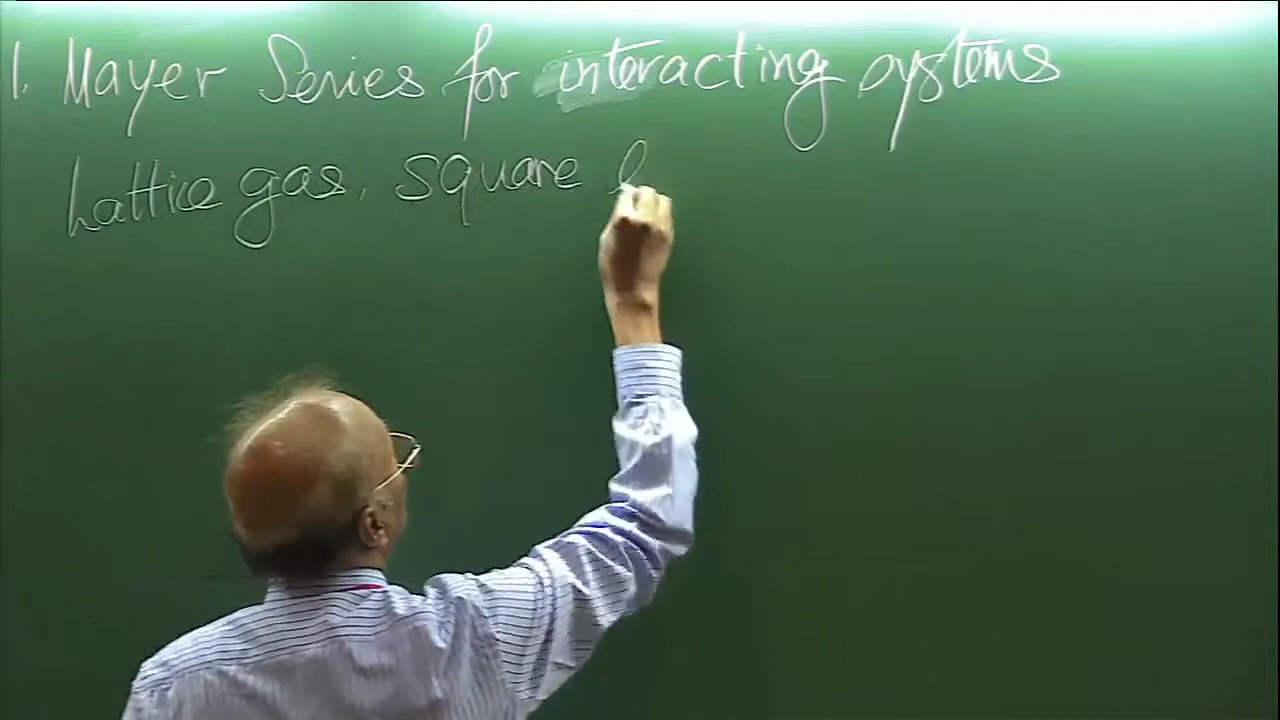 1. Mayer Series for interacting systems
Lattice gas, square l